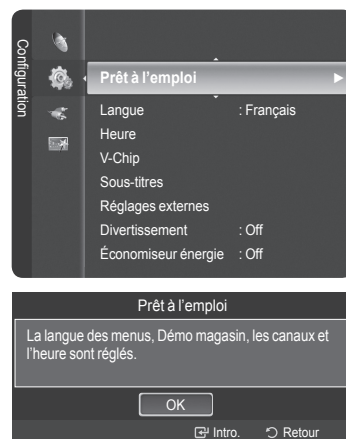 Configuration
Prêt à l'emploi
Langue : Français
Heure
V-Chip
Sous-titres
Réglages externes
Divertissement : Off
Économiseur énergie : Off
Prêt à l'emploi
La langue des menus, Démo magasin, les canaux et
l'heure sont réglés.
OK
Intro. Retour